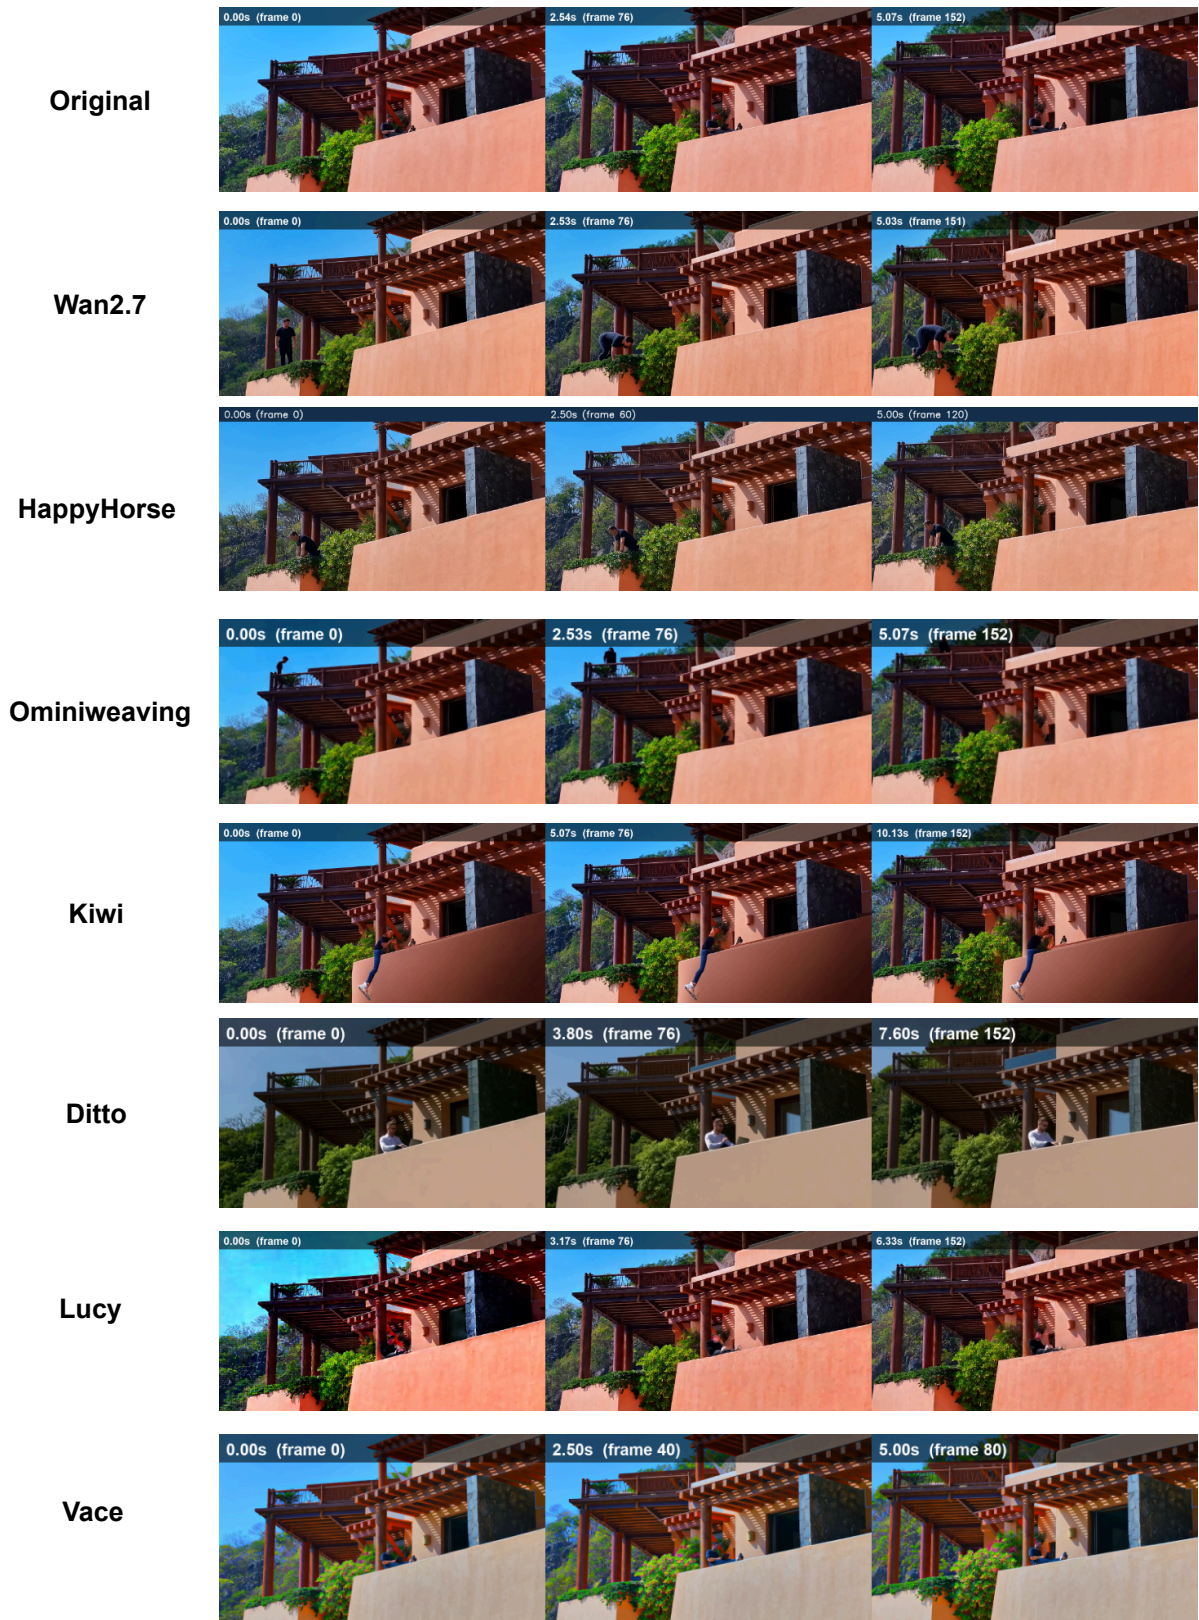 Original
0.00s (frame 0)
2.54s (frame 76)
5.07s (frame 152)
Wan2.7
0.00s (frame 0)
2.53s (frame 76)
5.03s (frame 151)
HappyHorse
0.00s (frame 0)
2.50s (frame 60)
5.00s (frame 120)
Ominiweaving
0.00s (frame 0)
2.53s (frame 76)
5.07s (frame 152)
Kiwi
0.00s (frame 0)
5.07s (frame 76)
10.13s (frame 152)
Ditto
0.00s (frame 0)
3.80s (frame 76)
7.60s (frame 152)
Lucy
0.00s (frame 0)
3.17s (frame 76)
6.33s (frame 152)
Vace
0.00s (frame 0)
2.50s (frame 40)
5.00s (frame 80)